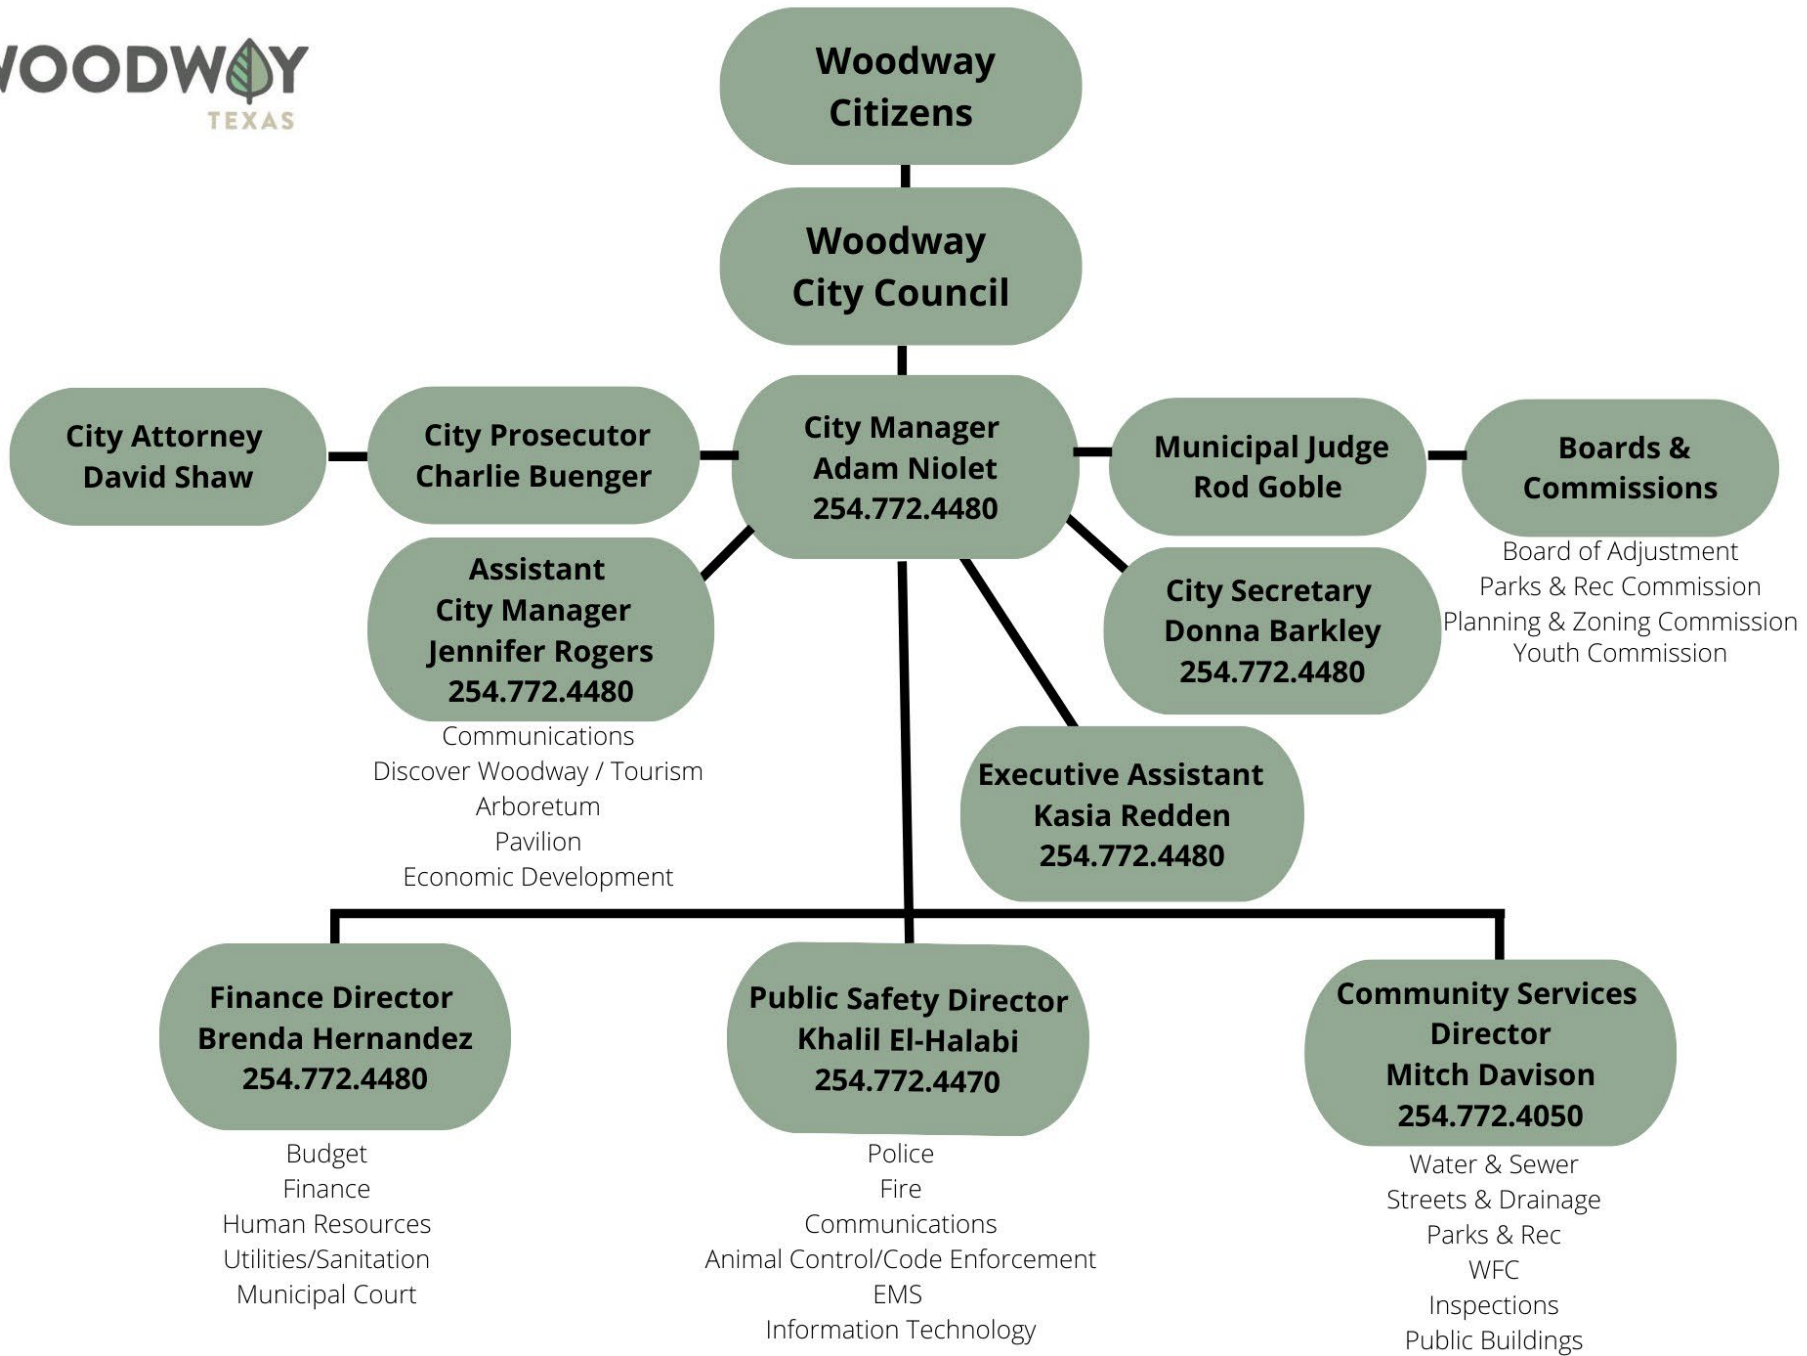 WOODWAY
TEXAS
Woodway
Citizens
Woodway
City Council
City Attorney
David Shaw
City Prosecutor
Charlie Buenger
City Manager
Adam Niolet
254.772.4480
Municipal Judge
Rod Goble
Boards &
Commissions
Board of Adjustment
Parks & Rec Commission
Planning & Zoning Commission
Youth Commission
Assistant
City Manager
Jennifer Rogers
254.772.4480
Communications
Discover Woodway / Tourism
Arboretum
Pavilion
Economic Development
City Secretary
Donna Barkley
254.772.4480
Executive Assistant
Kasia Redden
254.772.4480
Finance Director
Brenda Hernandez
254.772.4480
Budget
Finance
Human Resources
Utilities/Sanitation
Municipal Court
Public Safety Director
Khalil El-Halabi
254.772.4470
Police
Fire
Communications
Animal Control/Code Enforcement
EMS
Information Technology
Community Services
Director
Mitch Davison
254.772.4050
Water & Sewer
Streets & Drainage
Parks & Rec
WFC
Inspections
Public Buildings